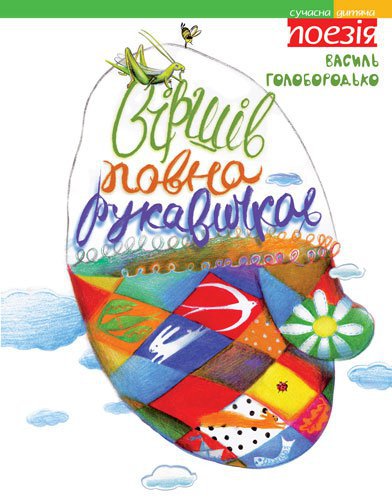 сучасна дитяча
поезія
ВАСИЛЬ
ГОЛОБОРОДЬКО
Віршів
повна
рукавичка